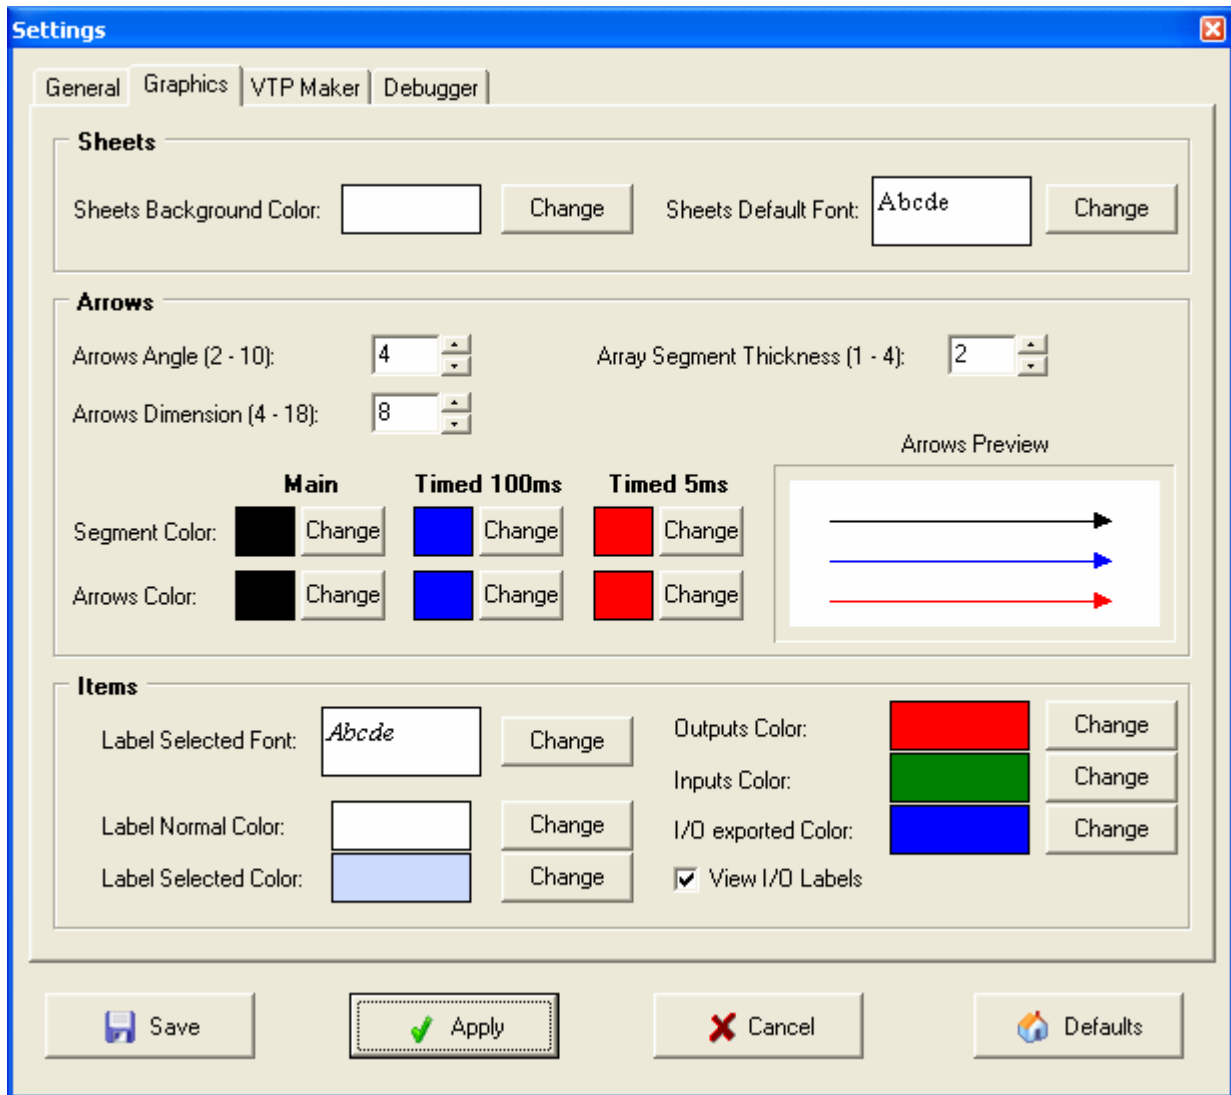 Settings
General Graphics VTP Maker Debugger
Sheets
Sheets Background Color: Change Sheets Default Font: Abcde Change
Arrows
Arrows Angle (2 - 10): 4 Array Segment Thickness (1 - 4): 2
Arrows Dimension (4 - 18): 8
Arrows Preview
Main Timed 100ms Timed 5ms
Segment Color: Change Change Change
Arrows Color: Change Change Change
Items
Label Selected Font: Abcde Change
Label Normal Color: Change
Label Selected Color: Change
Outputs Color: Change
Inputs Color: Change
I/O exported Color: Change
View I/O Labels
Save Apply Cancel Defaults